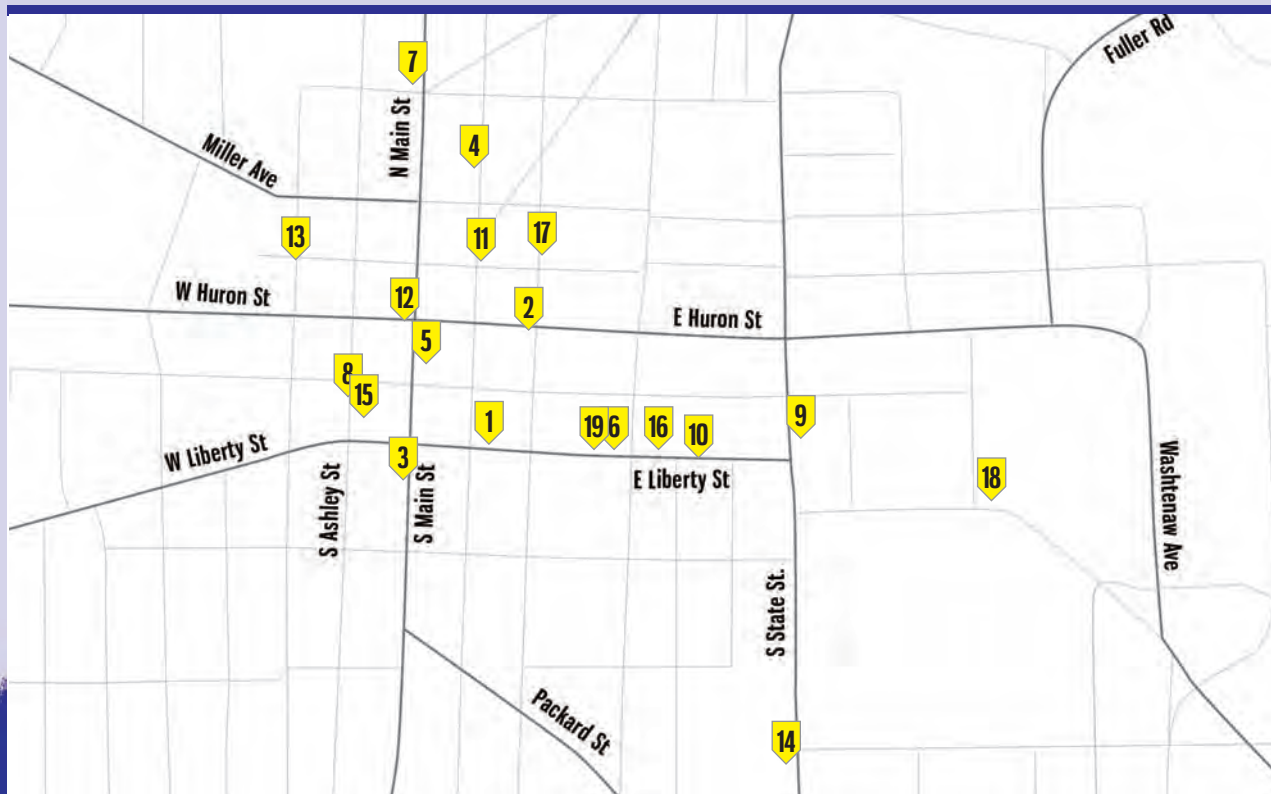 Fuller Rd
7
N Main St
4
Miller Ave
13
11
17
W Huron St
12
2
E Huron St
5
8
15
1
19
6
16
10
9
W Liberty St
3
E Liberty St
18
S Ashley St
S Main St
Washtenaw Ave
S State St.
Packard St
14